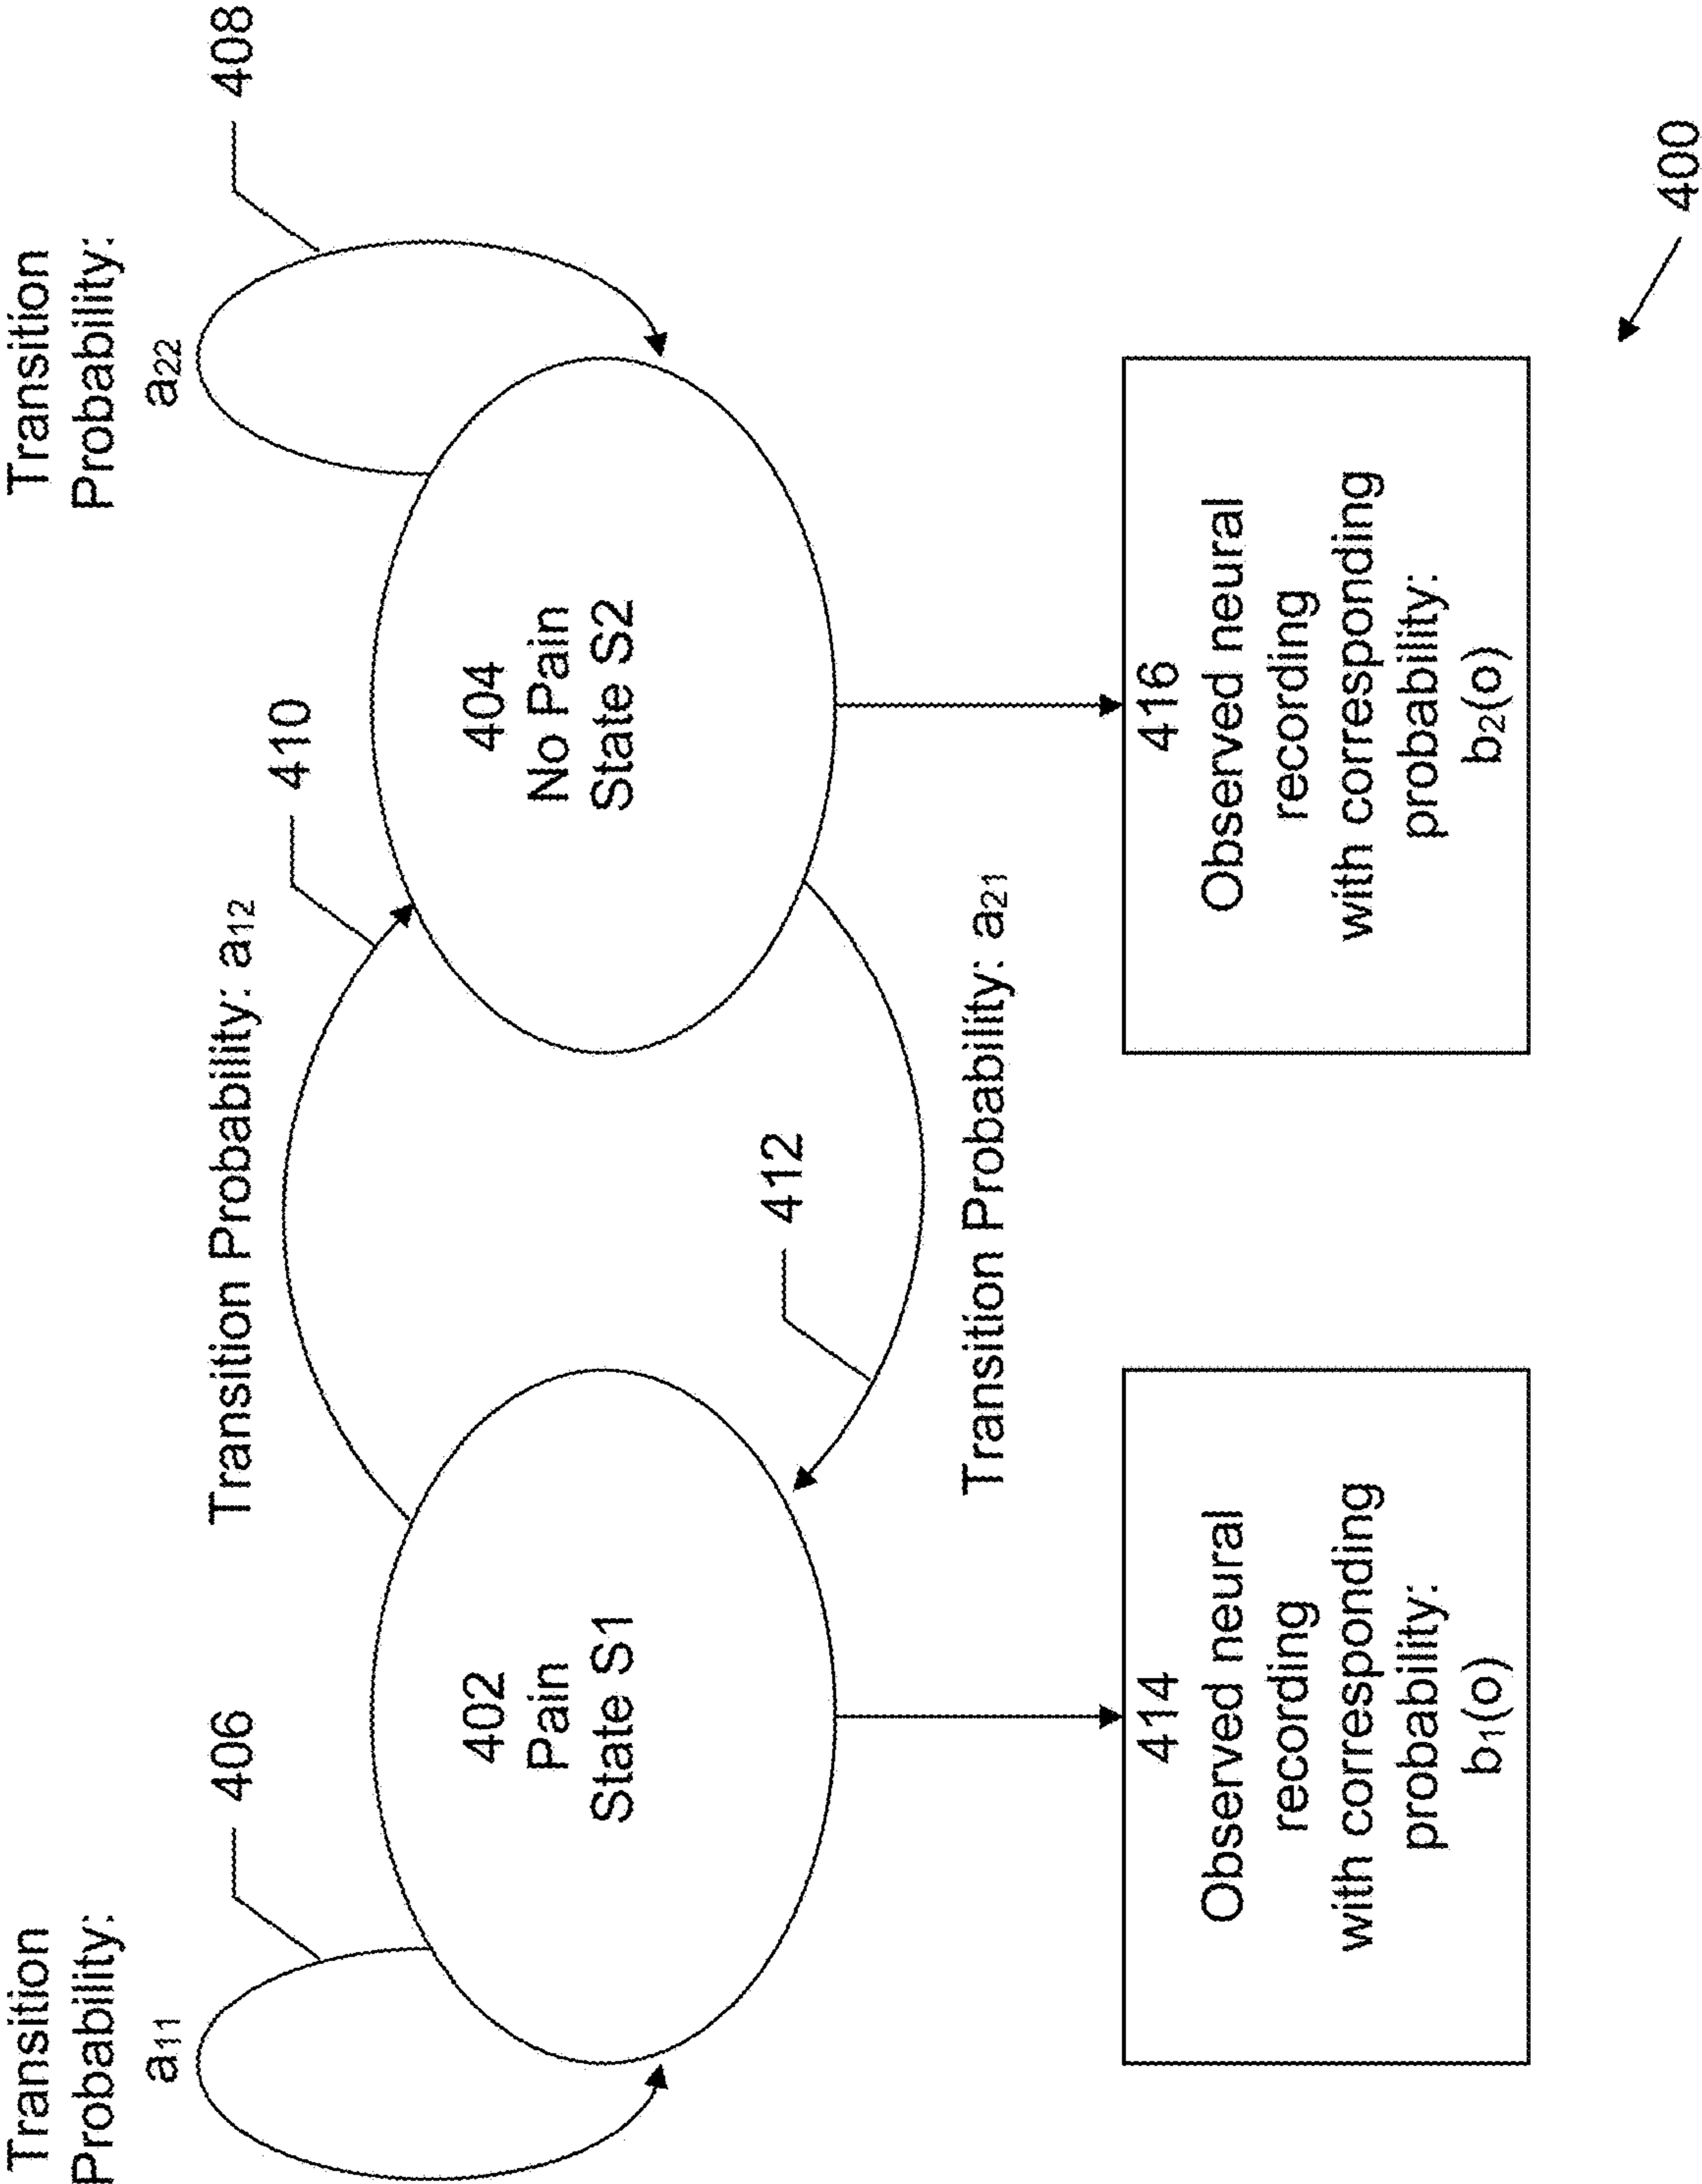 Transition
Probability:
a11
406
Transition Probability: a12
410
Transition
Probability:
a22
408
402
Pain
State S1
404
No Pain
State S2
412
Transition Probability: a21
414
Observed neural
recording
with corresponding
probability:
b1(o)
416
Observed neural
recording
with corresponding
probability:
b2(o)
400